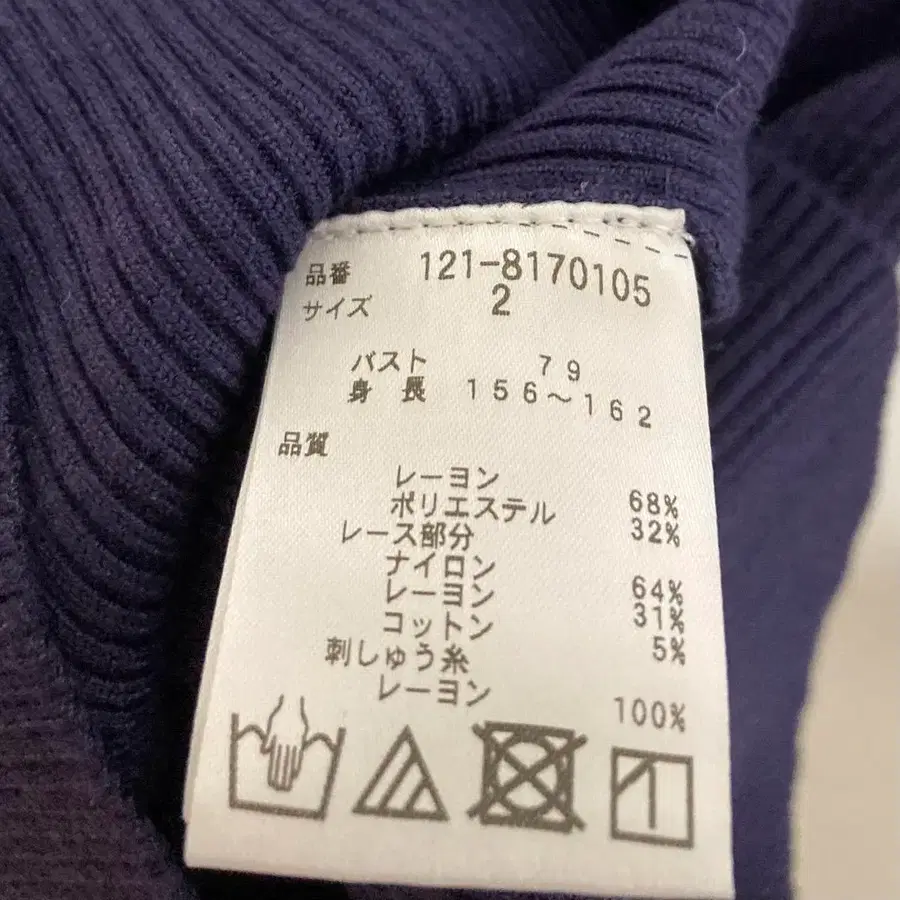 品番 121-8170105
サイズ 2
バスト 79
身長 156～162
品質
レーヨン 68%
ポリエステル 32%
レース部分
ナイロン 64%
レーヨン 31%
コットン 5%
刺しゅう糸
レーヨン 100%